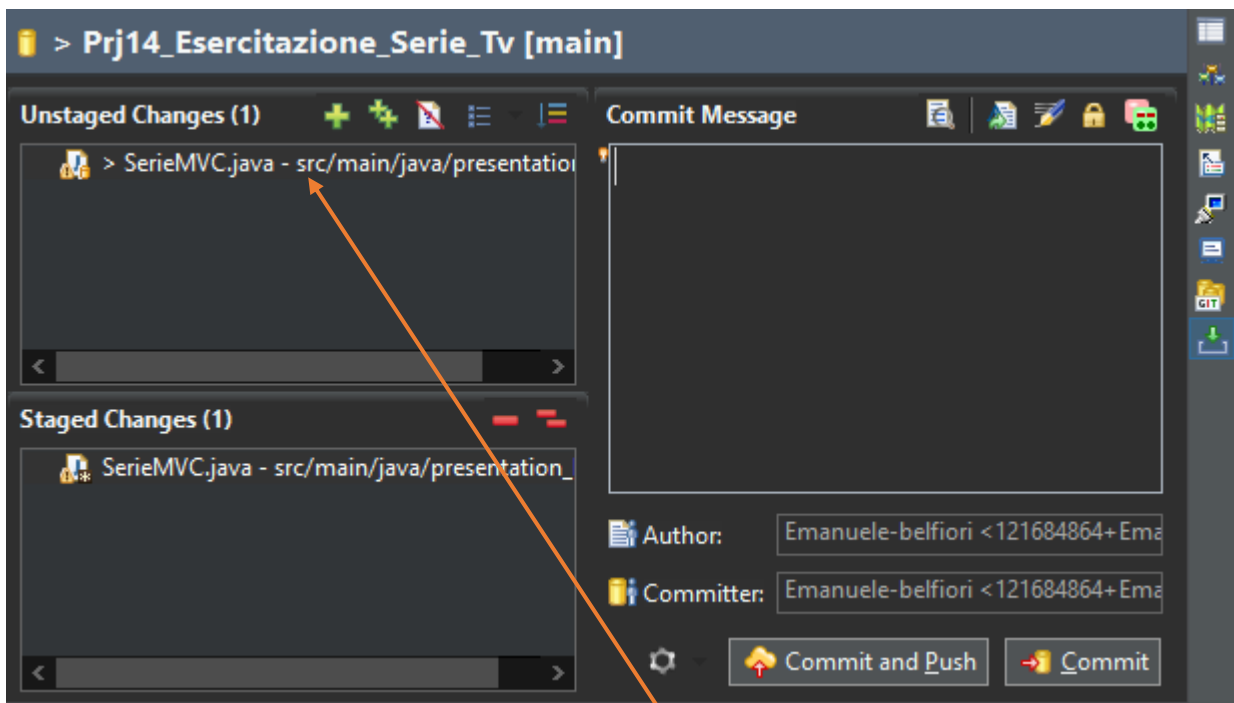 > Prj14_Esercitazione_Serie_Tv [main]
Unstaged Changes (1)
> SerieMVC.java - src/main/java/presentation
Staged Changes (1)
SerieMVC.java - src/main/java/presentation_
Commit Message
Author:
Emanuele-belfiori <121684864+Ema
Committer:
Emanuele-belfiori <121684864+Ema
Commit and Push
Commit
GIT